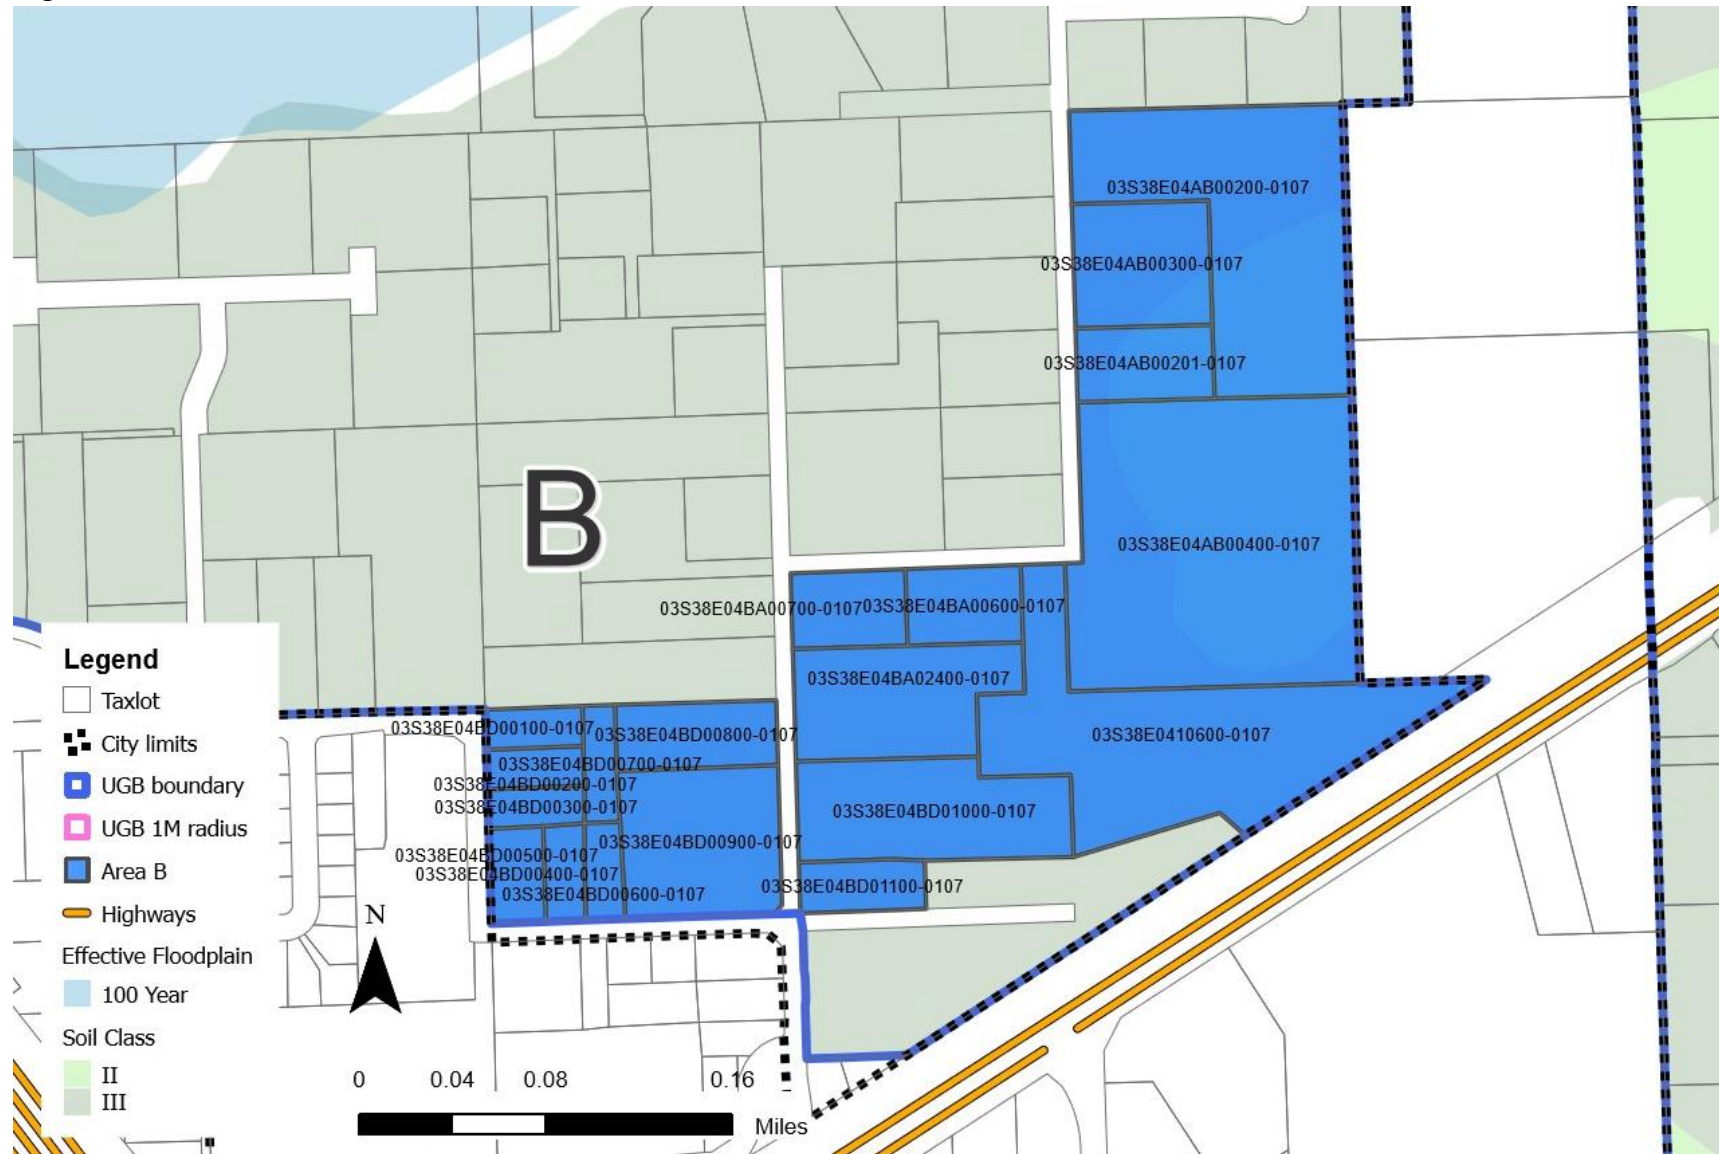 03S38E04AB00200-0107
03S38E04AB00300-0107
03S38E04AB00201-0107
B
03S38E04AB00400-0107
03S38E04BA00700-0107
03S38E04BA00600-0107
03S38E04BA02400-0107
03S38E04BD00100-0107
03S38E04BD00800-0107
03S38E0410600-0107
03S38E04BD00700-0107
03S38E04BD00200-0107
03S38E04BD00300-0107
03S38E04BD01000-0107
03S38E04BD00900-0107
03S38E04BD00500-0107
03S38E04BD00400-0107
03S38E04BD00600-0107
03S38E04BD01100-0107
Legend
Taxlot
City limits
UGB boundary
UGB 1M radius
Area B
Highways
Effective Floodplain
100 Year
Soil Class
II
III
N
0 0.04 0.08 0.16
Miles